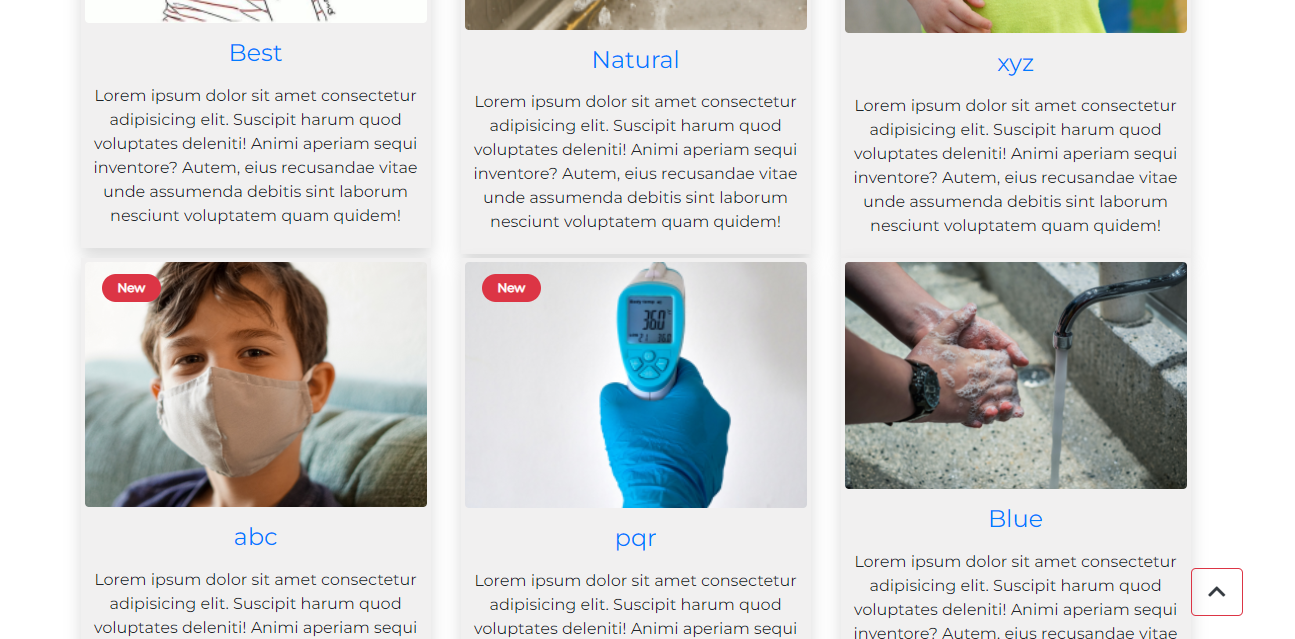 Best
Lorem ipsum dolor sit amet consectetur
adipisicing elit. Suscipit harum quod
voluptates deleniti! Animi aperiam sequi
inventore? Autem, eius recusandae vitae
unde assumenda debitis sint laborum
nesciunt voluptatem quam quidem!
Natural
Lorem ipsum dolor sit amet consectetur
adipisicing elit. Suscipit harum quod
voluptates deleniti! Animi aperiam sequi
inventore? Autem, eius recusandae vitae
unde assumenda debitis sint laborum
nesciunt voluptatem quam quidem!
xyz
Lorem ipsum dolor sit amet consectetur
adipisicing elit. Suscipit harum quod
voluptates deleniti! Animi aperiam sequi
inventore? Autem, eius recusandae vitae
unde assumenda debitis sint laborum
nesciunt voluptatem quam quidem!
New
abc
Lorem ipsum dolor sit amet consectetur
adipisicing elit. Suscipit harum quod
voluptates deleniti! Animi aperiam sequi
New
36.0
pqr
Lorem ipsum dolor sit amet consectetur
adipisicing elit. Suscipit harum quod
voluptates deleniti! Animi aperiam sequi
Blue
Lorem ipsum dolor sit amet consectetur
adipisicing elit. Suscipit harum quod
voluptates deleniti! Animi aperiam sequi
inventore? Autem, eius recusandae vitae